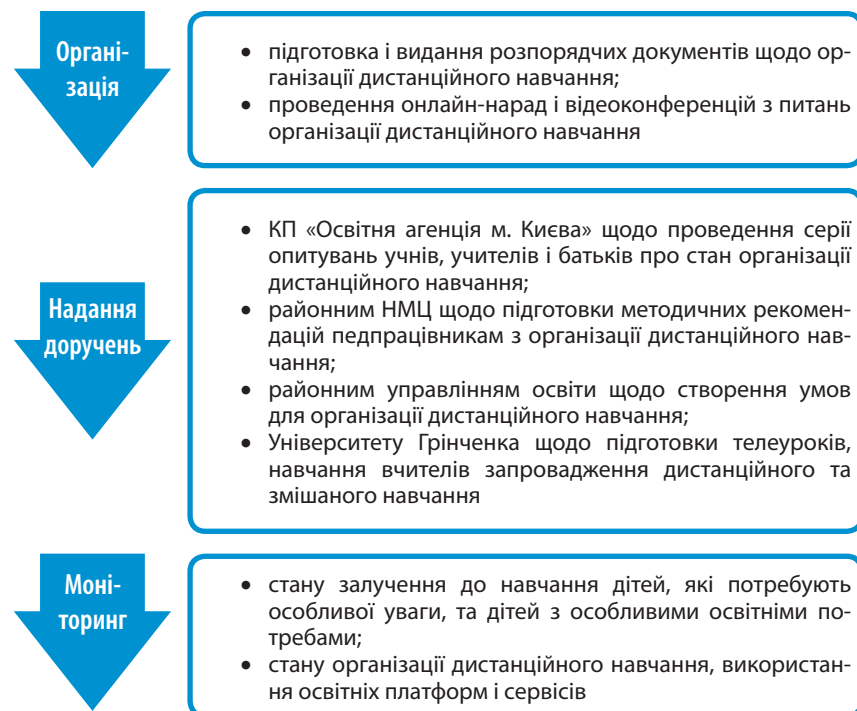 Органі-
зація
• підготовка і видання розпорядчих документів щодо ор-
ганізації дистанційного навчання;
• проведення онлайн-нарад і відеоконференцій з питань
організації дистанційного навчання
Надання
доручень
• КП «Освітня агенція м. Києва» щодо проведення серії
опитувань учнів, учителів і батьків про стан організації
дистанційного навчання;
• районним НМЦ щодо підготовки методичних рекомен-
дацій педпрацівникам з організації дистанційного нав-
чання;
• районним управлінням освіти щодо створення умов
для організації дистанційного навчання;
• Університету Грінченка щодо підготовки телеуроків,
навчання вчителів запровадження дистанційного та
змішаного навчання
Моні-
торинг
• стану залучення до навчання дітей, які потребують
особливої уваги, та дітей з особливими освітніми по-
требами;
• стану організації дистанційного навчання, використан-
ня освітніх платформ і сервісів